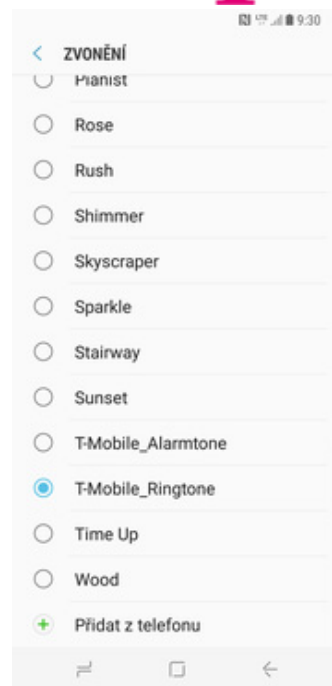 9:30
ZVONĚNÍ
Pianist
Rose
Rush
Shimmer
Skyscraper
Sparkle
Stairway
Sunset
T-Mobile_Alarmtone
T-Mobile_Ringtone
Time Up
Wood
Přidat z telefonu